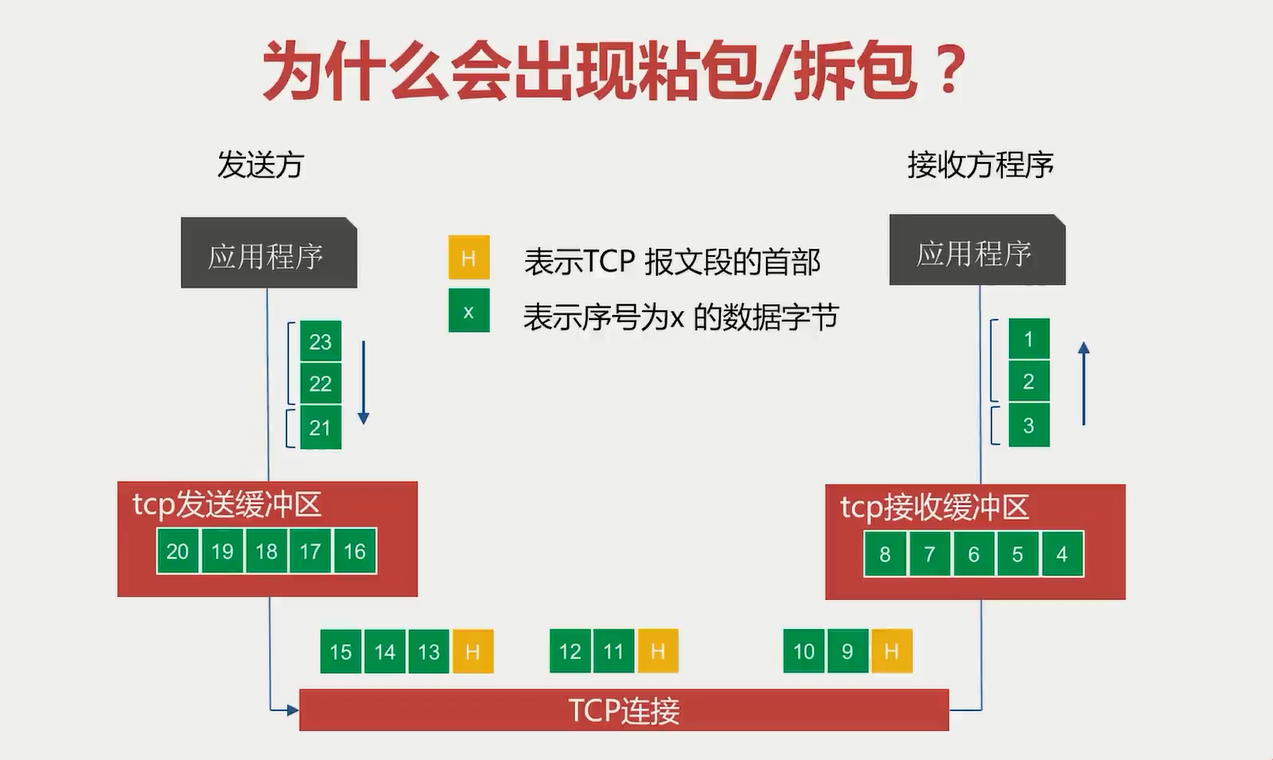 为什么会出现粘包/拆包？
发送方
接收方程序
应用程序
应用程序
H 表示TCP 报文段的首部
x 表示序号为x 的数据字节
23
22
21
1
2
3
tcp发送缓冲区
20 19 18 17 16
tcp接收缓冲区
8 7 6 5 4
15 14 13 H
12 11 H
10 9 H
TCP连接